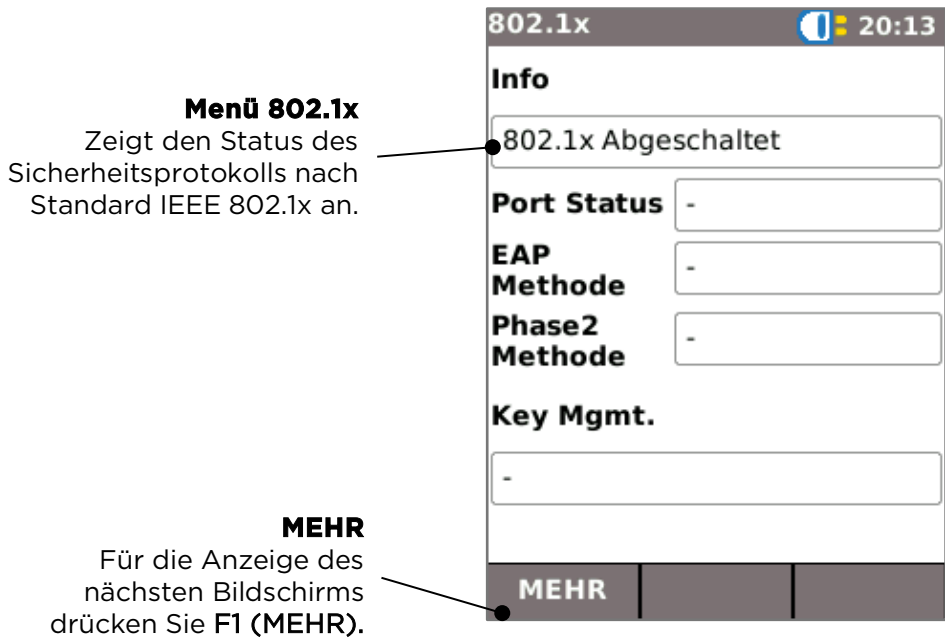 802.1x 20:13
Info
Menü 802.1x
Zeigt den Status des
Sicherheitsprotokolls nach
Standard IEEE 802.1x an.
802.1x Abgeschaltet
Port Status -
EAP
Methode -
Phase2
Methode -
Key Mgmt.
-
MEHR
Für die Anzeige des
nächsten Bildschirms
drücken Sie F1 (MEHR).
MEHR